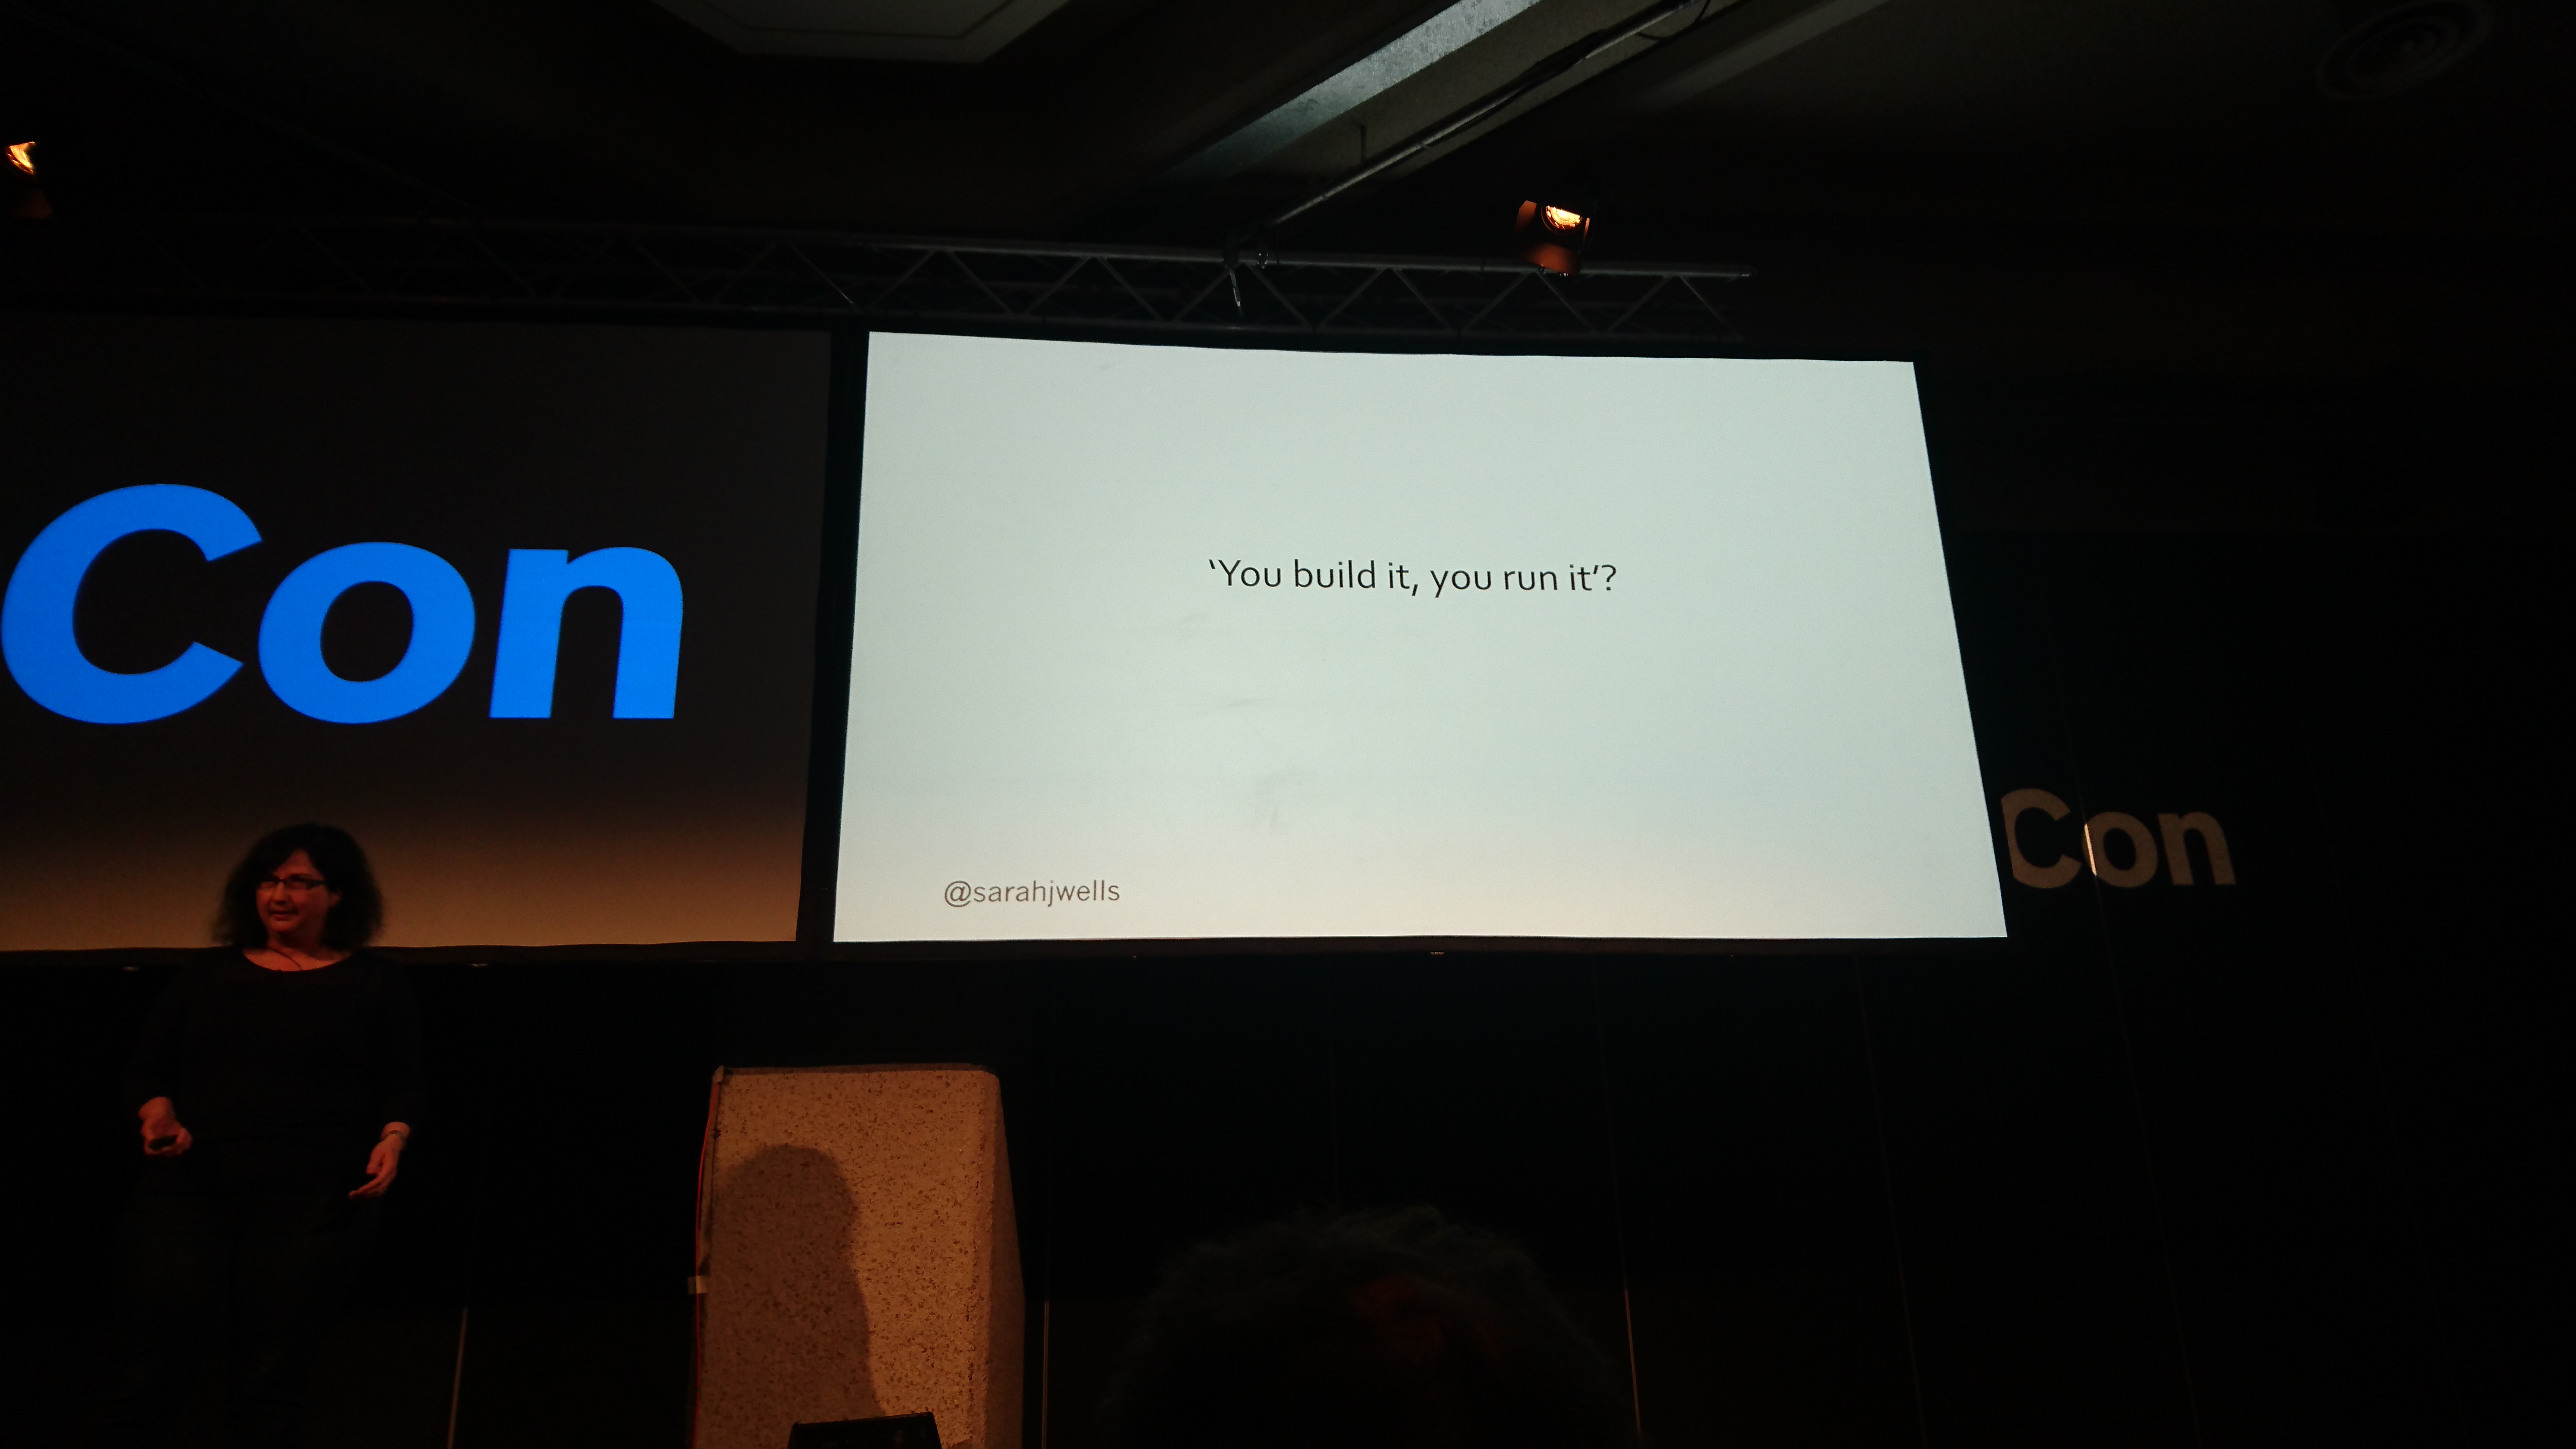 Con
‘You build it, you run it’?
@sarahjwells
Con